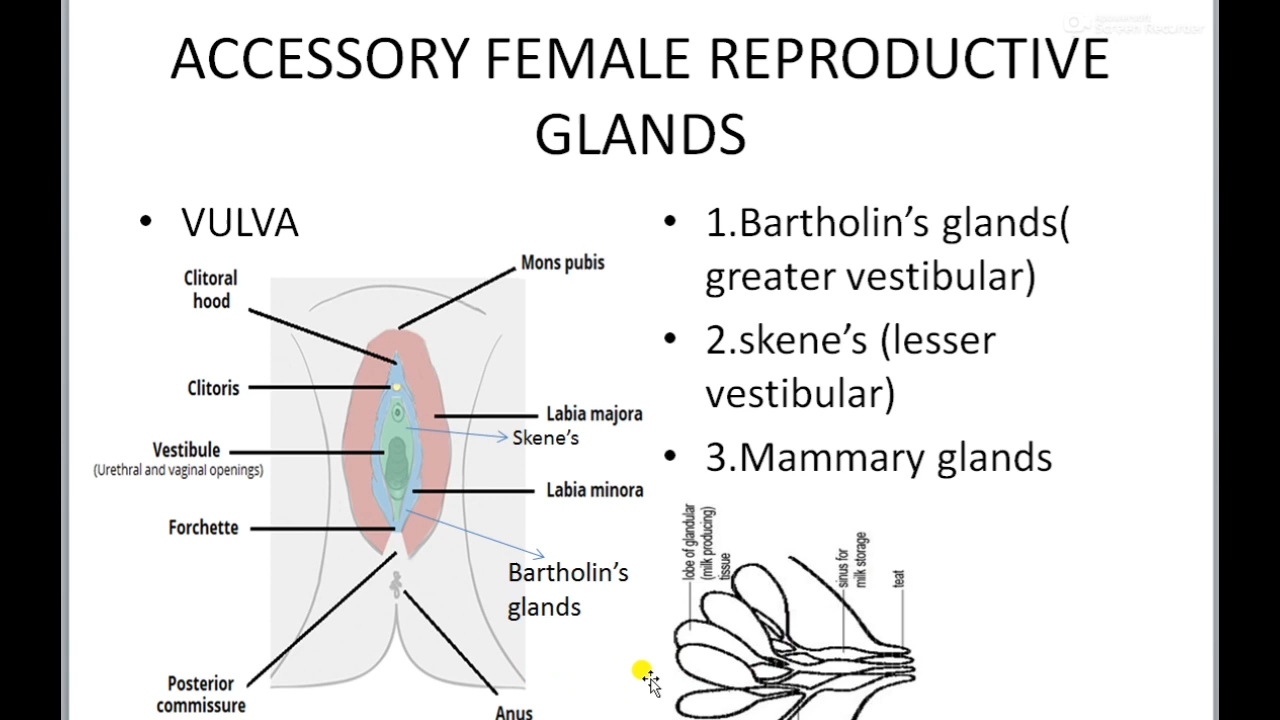 ACCESSORY FEMALE REPRODUCTIVE
GLANDS
• VULVA
Clitoral
hood
Mons pubis
Clitoris
Labia majora
Skene's
Vestibule
(Urethral and vaginal openings)
Labia minora
Forchette
Bartholin's
glands
Posterior
commissure
Anus
• 1.Bartholin's glands(
greater vestibular)
• 2.skene's (lesser
vestibular)
• 3.Mammary glands
lobe of glandular
(milk producing)
tissue
sinus for
milk storage
teat
Screen Recorder